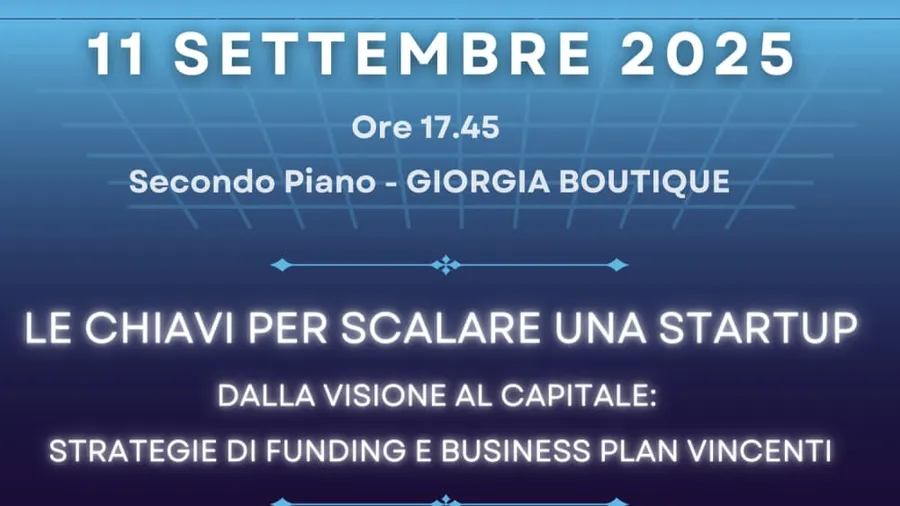 11 SETTEMBRE 2025
Ore 17.45
Secondo Piano - GIORGIA BOUTIQUE
LE CHIAVI PER SCALARE UNA STARTUP
DALLA VISIONE AL CAPITALE:
STRATEGIE DI FUNDING E BUSINESS PLAN VINCENTI